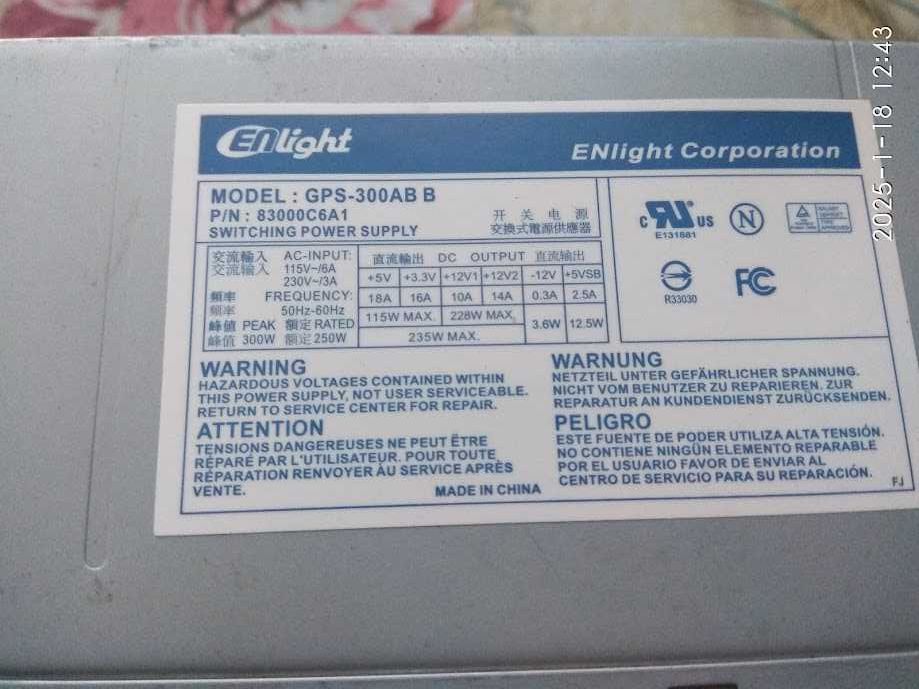 ENlight
ENlight Corporation
MODEL : GPS-300AB B
P/N : 83000C6A1
SWITCHING POWER SUPPLY
开 关 电 源
交換式電源供應器
交流輸入 AC-INPUT:
交流输入 115V~/6A
230V~/3A
頻率 FREQUENCY:
频率 50Hz-60Hz
峰值 PEAK 額定 RATED
峰值 300W 额定 250W
直流輸出 DC OUTPUT 直流输出
+5V +3.3V +12V1 +12V2 -12V +5VSB
18A 16A 10A 14A 0.3A 2.5A
115W MAX. 228W MAX. 3.6W 12.5W
235W MAX.
C RU US
E131881
N
R33030
FC
WARNING
HAZARDOUS VOLTAGES CONTAINED WITHIN
THIS POWER SUPPLY, NOT USER SERVICEABLE.
RETURN TO SERVICE CENTER FOR REPAIR.
ATTENTION
TENSIONS DANGEREUSES NE PEUT ÊTRE
RÉPARÉ PAR L'UTILISATEUR. POUR TOUTE
RÉPARATION RENVOYER ÀU SERVICE APRÈS
VENTE.
MADE IN CHINA
WARNUNG
NETZTEIL UNTER GEFÄHRLICHER SPANNUNG.
NICHT VOM BENUTZER ZU REPARIEREN. ZUR
REPARATUR AN KUNDENDIENST ZURÜCKSENDEN.
PELIGRO
ESTE FUENTE DE PODER UTILIZA ALTA TENSIÓN.
NO CONTIENE NINGÚN ELEMENTO REPARABLE
POR EL USUARIO FAVOR DE ENVIAR AL
CENTRO DE SERVICIO PARA SU REPARACIÓN.
FJ
2025-1-18 12:43